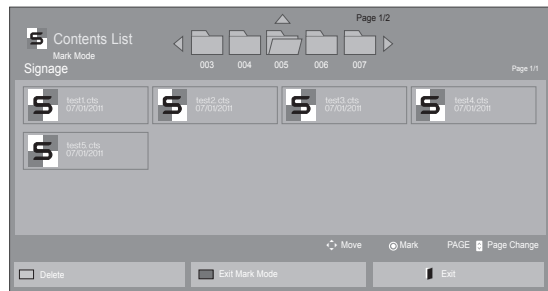 Page 1/2
Contents List
Mark Mode
Signage
003 004 005 006 007
Page 1/1
test1.cts
07/01/2011
test2.cts
07/01/2011
test3.cts
07/01/2011
test4.cts
07/01/2011
test5.cts
07/01/2011
Move Mark PAGE Page Change
Delete Exit Mark Mode Exit